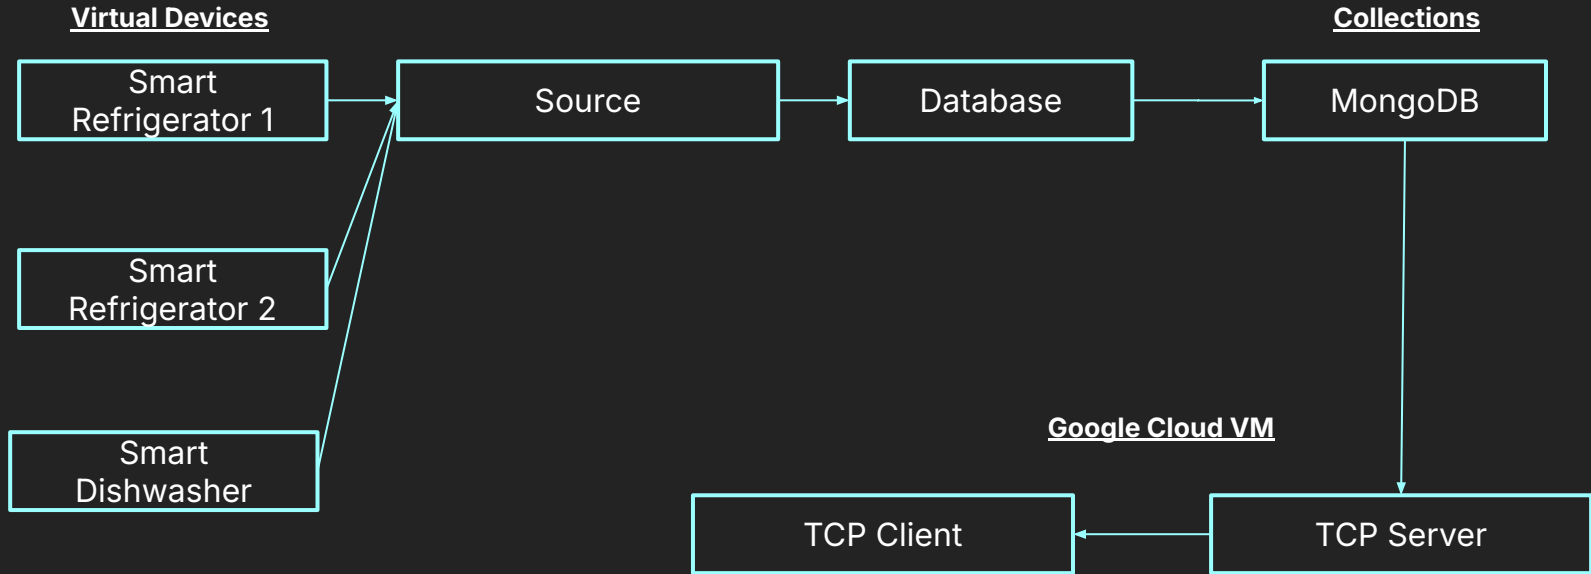 Virtual Devices
Collections
Smart
Refrigerator 1
Source
Database
MongoDB
Smart
Refrigerator 2
Google Cloud VM
Smart
Dishwasher
TCP Client
TCP Server